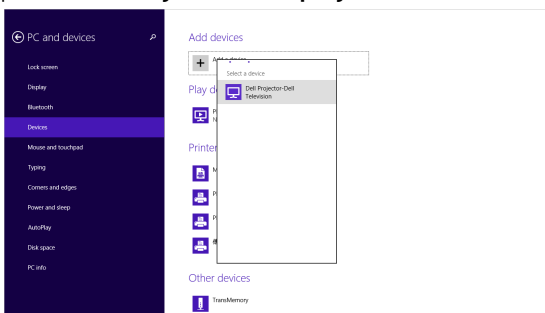 PC and devices
Lock screen
Display
Bluetooth
Devices
Mouse and touchpad
Typing
Corners and edges
Power and sleep
AutoPlay
Disk space
PC info
Add devices
Select a device
Dell Projector-Dell
Television
Play d
P
N
Printer
M
P
P
Other devices
TransMemory